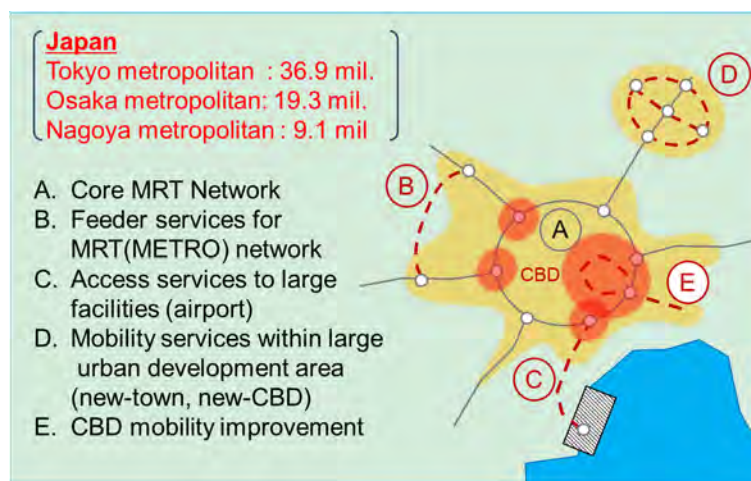 Japan
Tokyo metropolitan : 36.9 mil.
Osaka metropolitan: 19.3 mil.
Nagoya metropolitan : 9.1 mil
A. Core MRT Network
B. Feeder services for
MRT(METRO) network
C. Access services to large
facilities (airport)
D. Mobility services within large
urban development area
(new-town, new-CBD)
E. CBD mobility improvement
D
B
A
CBD
E
C